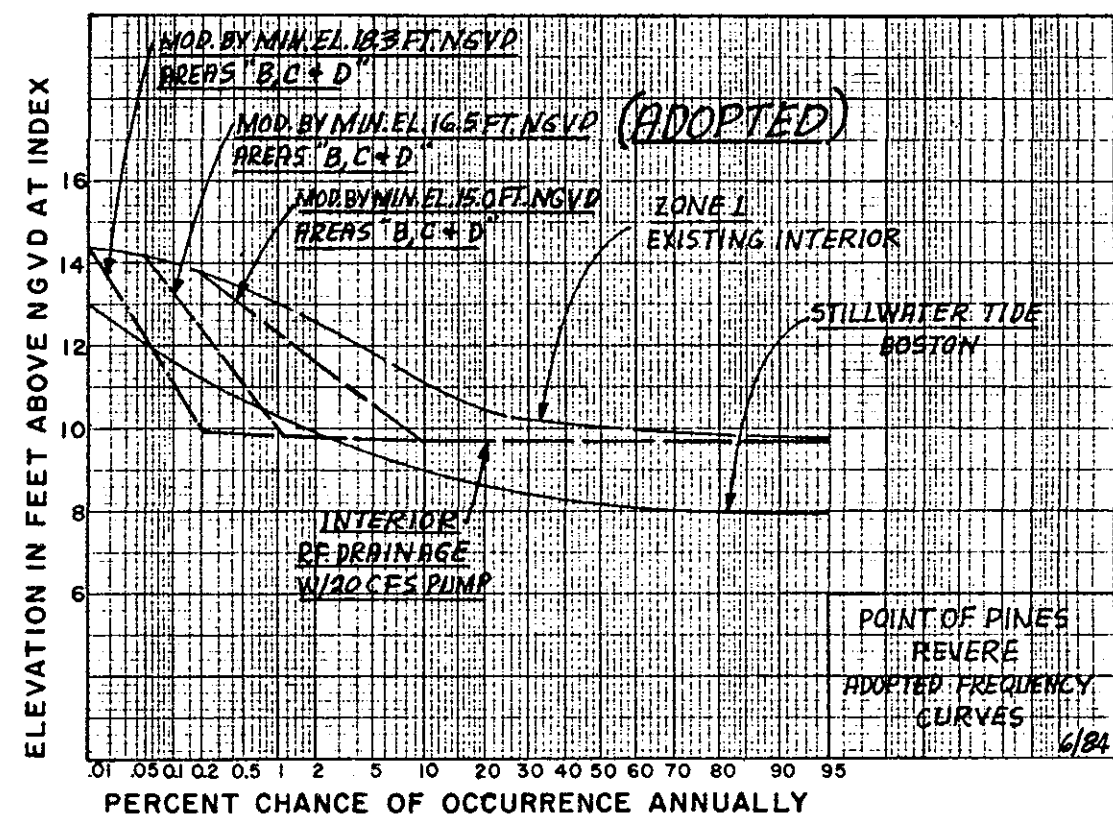 MOD. BY MIN. EL. 18.3 FT. NGVD
AREAS "B, C + D"
MOD. BY MIN. EL. 16.5 FT. NGVD (ADOPTED)
AREAS "B, C + D"
MOD. BY MIN. EL. 15.0 FT. NGVD
AREAS "B, C + D"
ZONE 1
EXISTING INTERIOR
STILLWATER TIDE
BOSTON
INTERIOR
RF. DRAINAGE
W/20 CFS PUMP
POINT OF PINES
REVERE
ADOPTED FREQUENCY
CURVES
6/84
ELEVATION IN FEET ABOVE NGVD AT INDEX
16
14
12
10
8
6
.01 .05 0.1 0.2 0.5 1 2 5 10 20 30 40 50 60 70 80 90 95
PERCENT CHANCE OF OCCURRENCE ANNUALLY